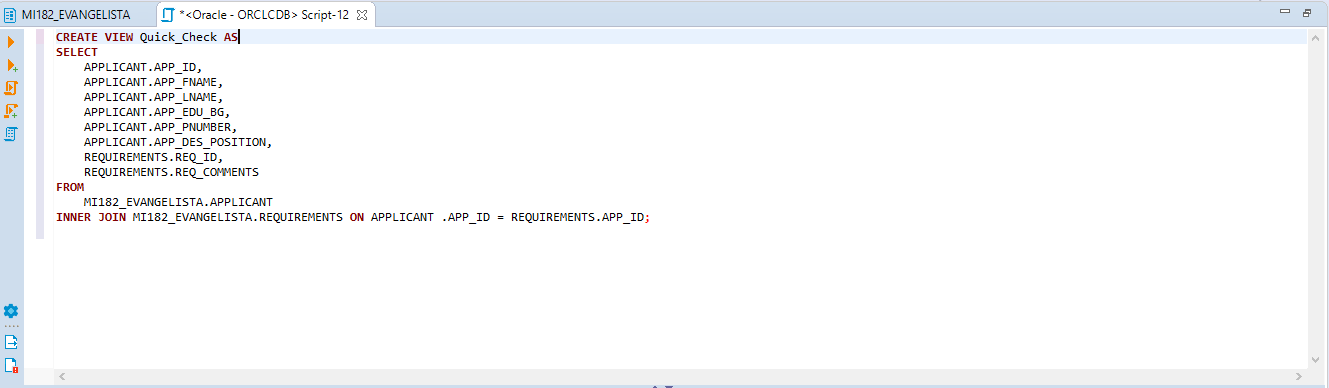 MI182_EVANGELISTA
*<Oracle - ORCLCDB> Script-12
CREATE VIEW Quick_Check AS
SELECT
APPLICANT.APP_ID,
APPLICANT.APP_FNAME,
APPLICANT.APP_LNAME,
APPLICANT.APP_EDU_BG,
APPLICANT.APP_PNUMBER,
APPLICANT.APP_DES_POSITION,
REQUIREMENTS.REQ_ID,
REQUIREMENTS.REQ_COMMENTS
FROM
MI182_EVANGELISTA.APPLICANT
INNER JOIN MI182_EVANGELISTA.REQUIREMENTS ON APPLICANT .APP_ID = REQUIREMENTS.APP_ID;